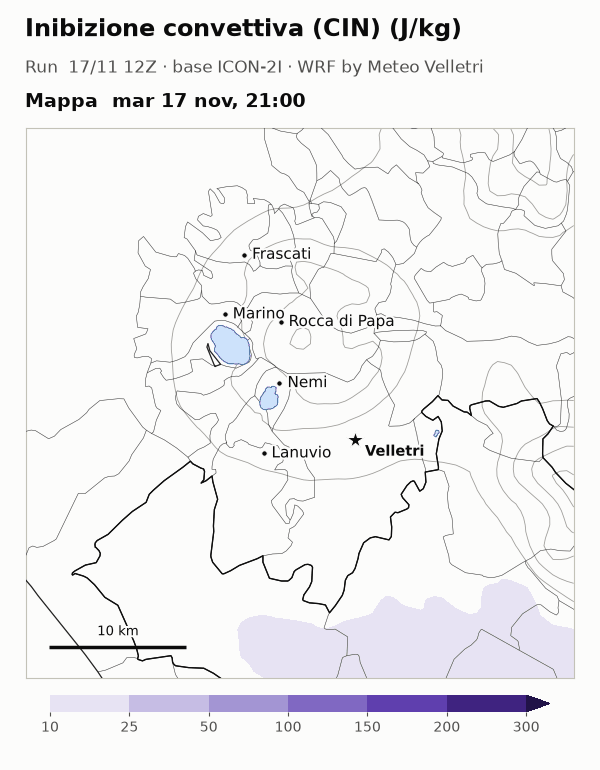 Inibizione convettiva (CIN) (J/kg)
Run 17/11 12Z · base ICON-2I · WRF by Meteo Velletri
Mappa mar 17 nov, 21:00
Frascati
Marino
Rocca di Papa
Nemi
Velletri
Lanuvio
10 km
10 25 50 100 150 200 300